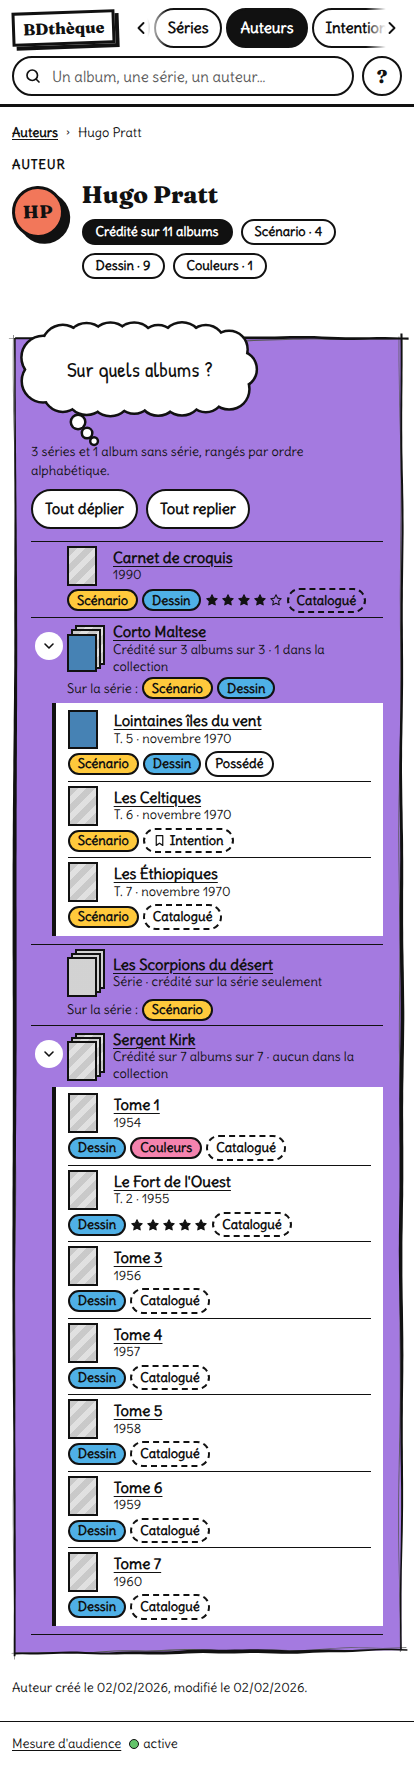 BDthèque
Séries
Auteurs
Intention
Un album, une série, un auteur...
?
Auteurs › Hugo Pratt
AUTEUR
HP
Hugo Pratt
Crédité sur 11 albums
Scénario · 4
Dessin · 9
Couleurs · 1
Sur quels albums ?
3 séries et 1 album sans série, rangés par ordre
alphabétique.
Tout déplier
Tout replier
Carnet de croquis
1990
Scénario Dessin ★★★★☆ Catalogué
Corto Maltese
Crédité sur 3 albums sur 3 · 1 dans la
collection
Sur la série : Scénario Dessin
Lointaines îles du vent
T. 5 · novembre 1970
Scénario Dessin Possédé
Les Celtiques
T. 6 · novembre 1970
Scénario Intention
Les Éthiopiques
T. 7 · novembre 1970
Scénario Catalogué
Les Scorpions du désert
Série · crédité sur la série seulement
Sur la série : Scénario
Sergent Kirk
Crédité sur 7 albums sur 7 · aucun dans la
collection
Tome 1
1954
Dessin Couleurs Catalogué
Le Fort de l'Ouest
T. 2 · 1955
Dessin ★★★★★ Catalogué
Tome 3
1956
Dessin Catalogué
Tome 4
1957
Dessin Catalogué
Tome 5
1958
Dessin Catalogué
Tome 6
1959
Dessin Catalogué
Tome 7
1960
Dessin Catalogué
Auteur créé le 02/02/2026, modifié le 02/02/2026.
Mesure d'audience active